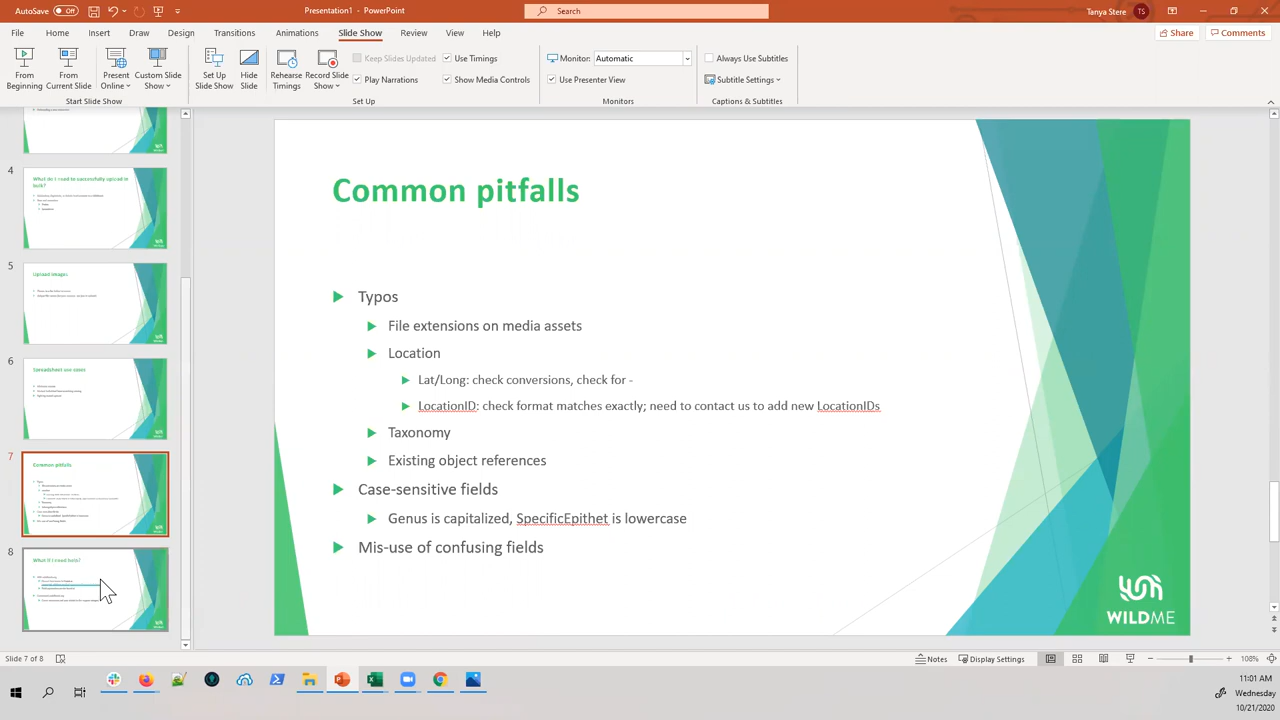 AutoSave Off Presentation1 - PowerPoint Search Tanya Stere TS
File Home Insert Draw Design Transitions Animations Slide Show Review View Help Share Comments
From Beginning
From Current Slide
Present Online
Custom Slide Show
Set Up Slide Show
Hide Slide
Rehearse Timings
Record Slide Show
Keep Slides Updated
Play Narrations
Use Timings
Show Media Controls
Monitor: Automatic
Use Presenter View
Always Use Subtitles
Subtitle Settings
Start Slide Show Set Up Monitors Captions & Subtitles
4
What do I need to successfully upload in bulk?
5
Upload images
6
Spreadsheet use cases
7
Common pitfalls
8
What if I need help?
Common pitfalls
Typos
File extensions on media assets
Location
Lat/Long: check conversions, check for -
LocationID: check format matches exactly; need to contact us to add new LocationIDs
Taxonomy
Existing object references
Case-sensitive fields
Genus is capitalized, SpecificEpithet is lowercase
Mis-use of confusing fields
WILDME
Slide 7 of 8 Notes Display Settings 108%
11:01 AM
Wednesday
10/21/2020